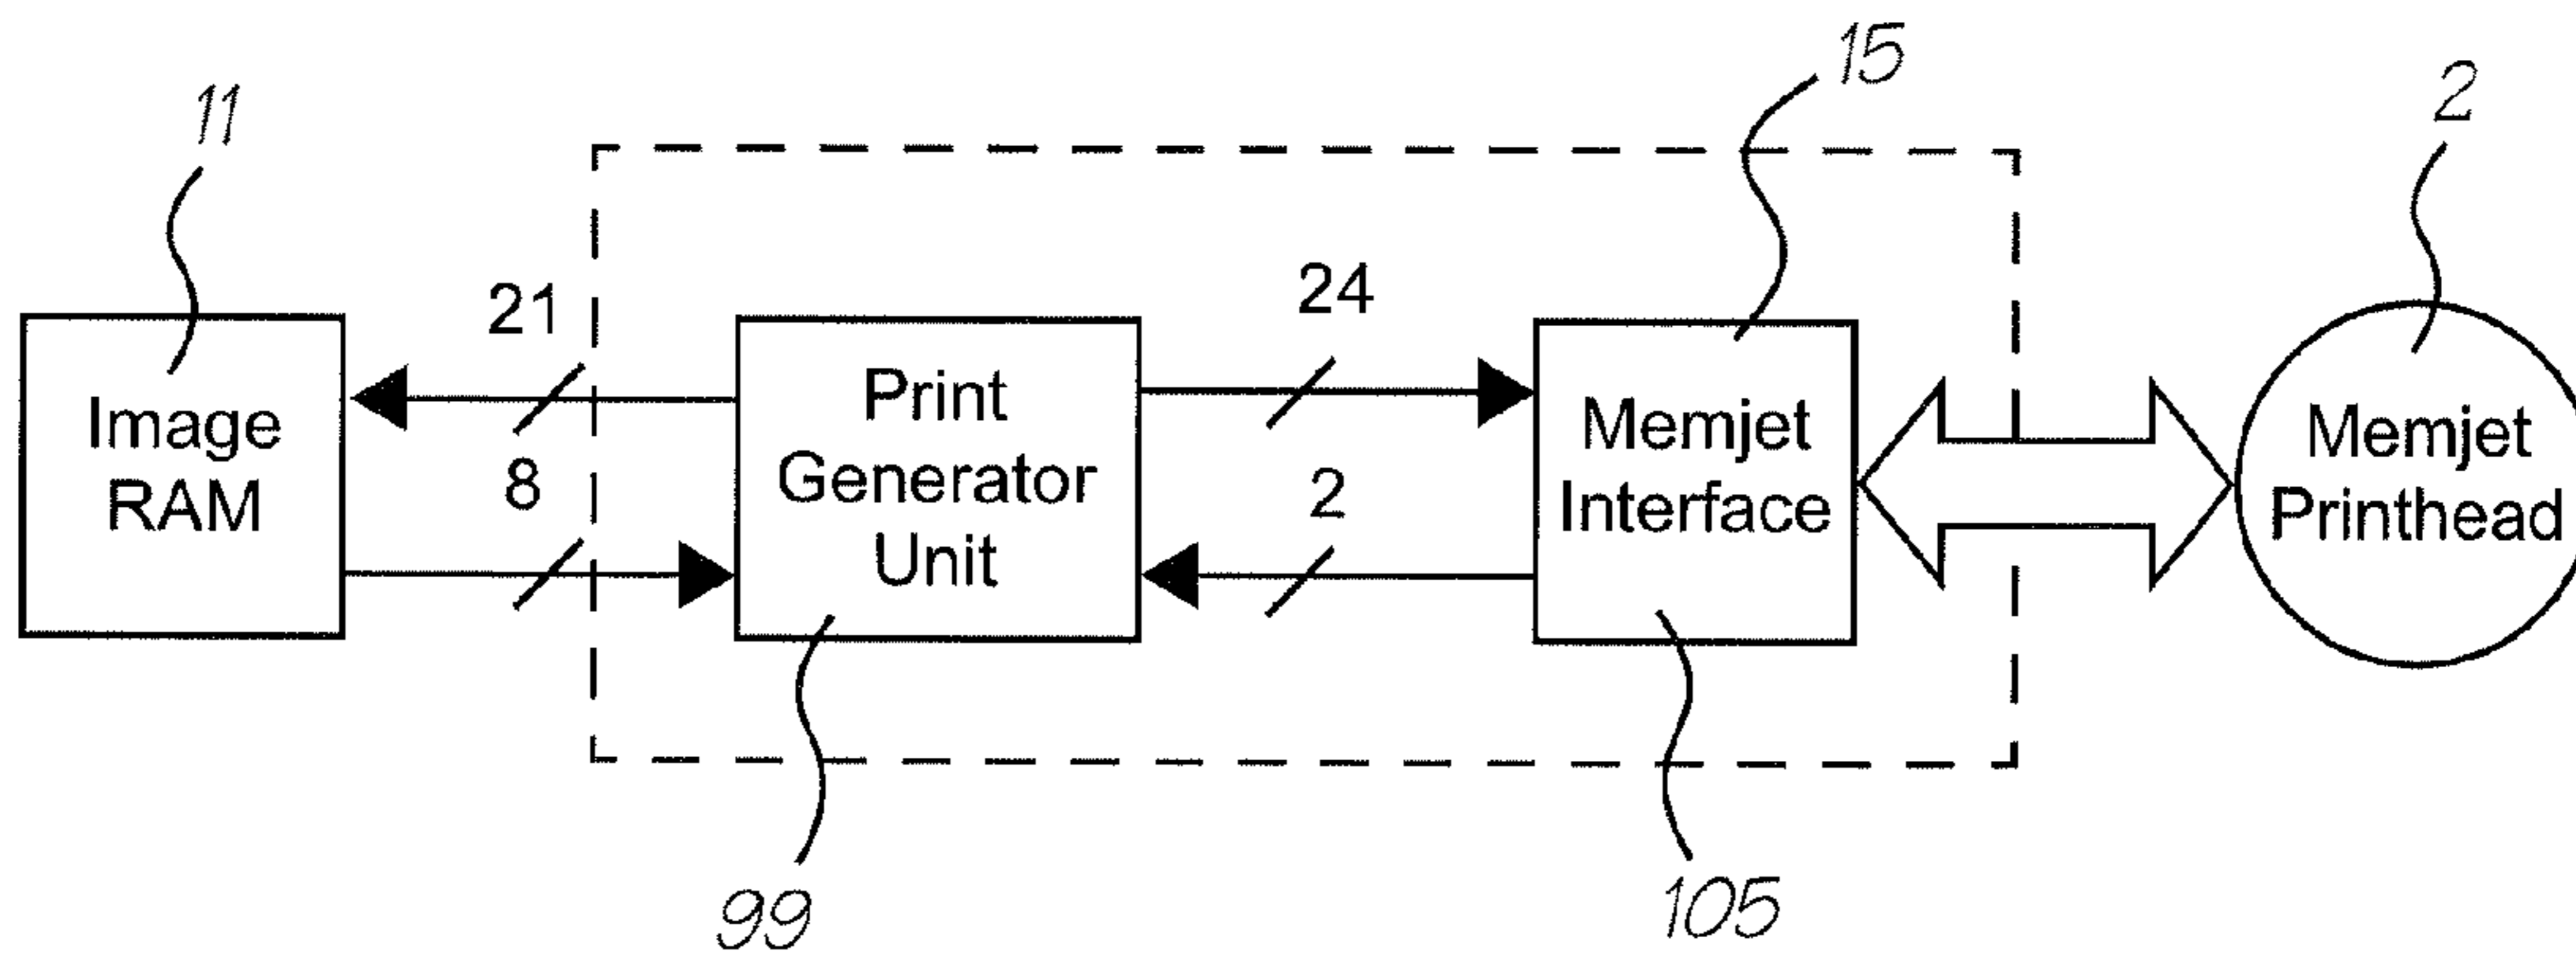 15
2
11
21
24
Image
RAM
8
Print
Generator
Unit
2
Memjet
Interface
Memjet
Printhead
99
105